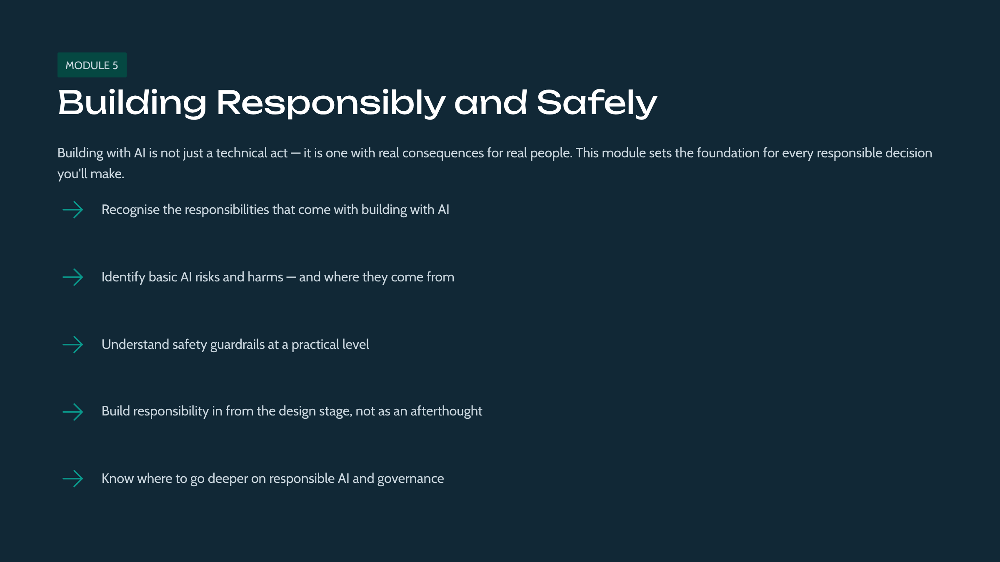 MODULE 5
Building Responsibly and Safely
Building with AI is not just a technical act — it is one with real consequences for real people. This module sets the foundation for every responsible decision
you'll make.
Recognise the responsibilities that come with building with AI
Identify basic AI risks and harms — and where they come from
Understand safety guardrails at a practical level
Build responsibility in from the design stage, not as an afterthought
Know where to go deeper on responsible AI and governance